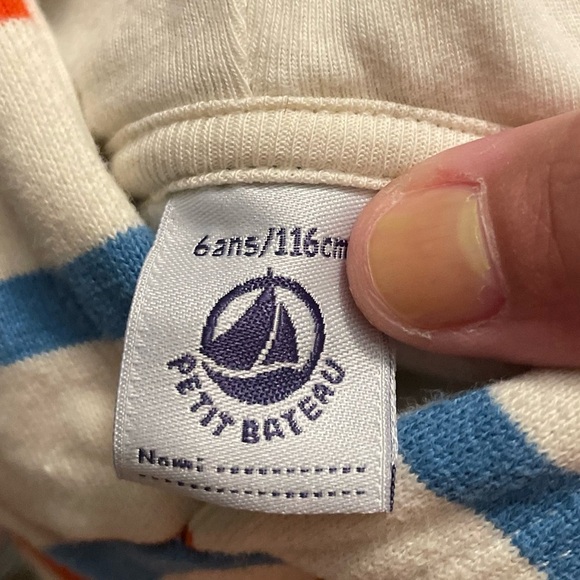 6ans/116cm
PETIT BATEAU
Nom: ...............
.......................